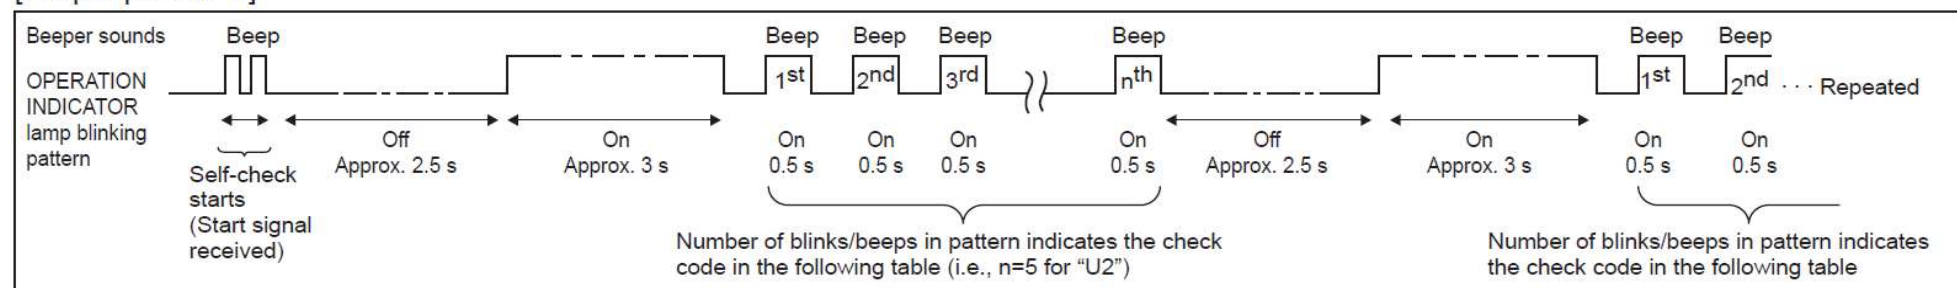 Beeper sounds Beep Beep Beep Beep Beep Beep Beep
OPERATION INDICATOR lamp blinking pattern
1st 2nd 3rd nth 1st 2nd · · · Repeated
Off On On On On On Off On On On
Approx. 2.5 s Approx. 3 s 0.5 s 0.5 s 0.5 s 0.5 s Approx. 2.5 s Approx. 3 s 0.5 s 0.5 s
Self-check
starts
(Start signal
received)
Number of blinks/beeps in pattern indicates the check
code in the following table (i.e., n=5 for “U2”)
Number of blinks/beeps in pattern indicates
the check code in the following table